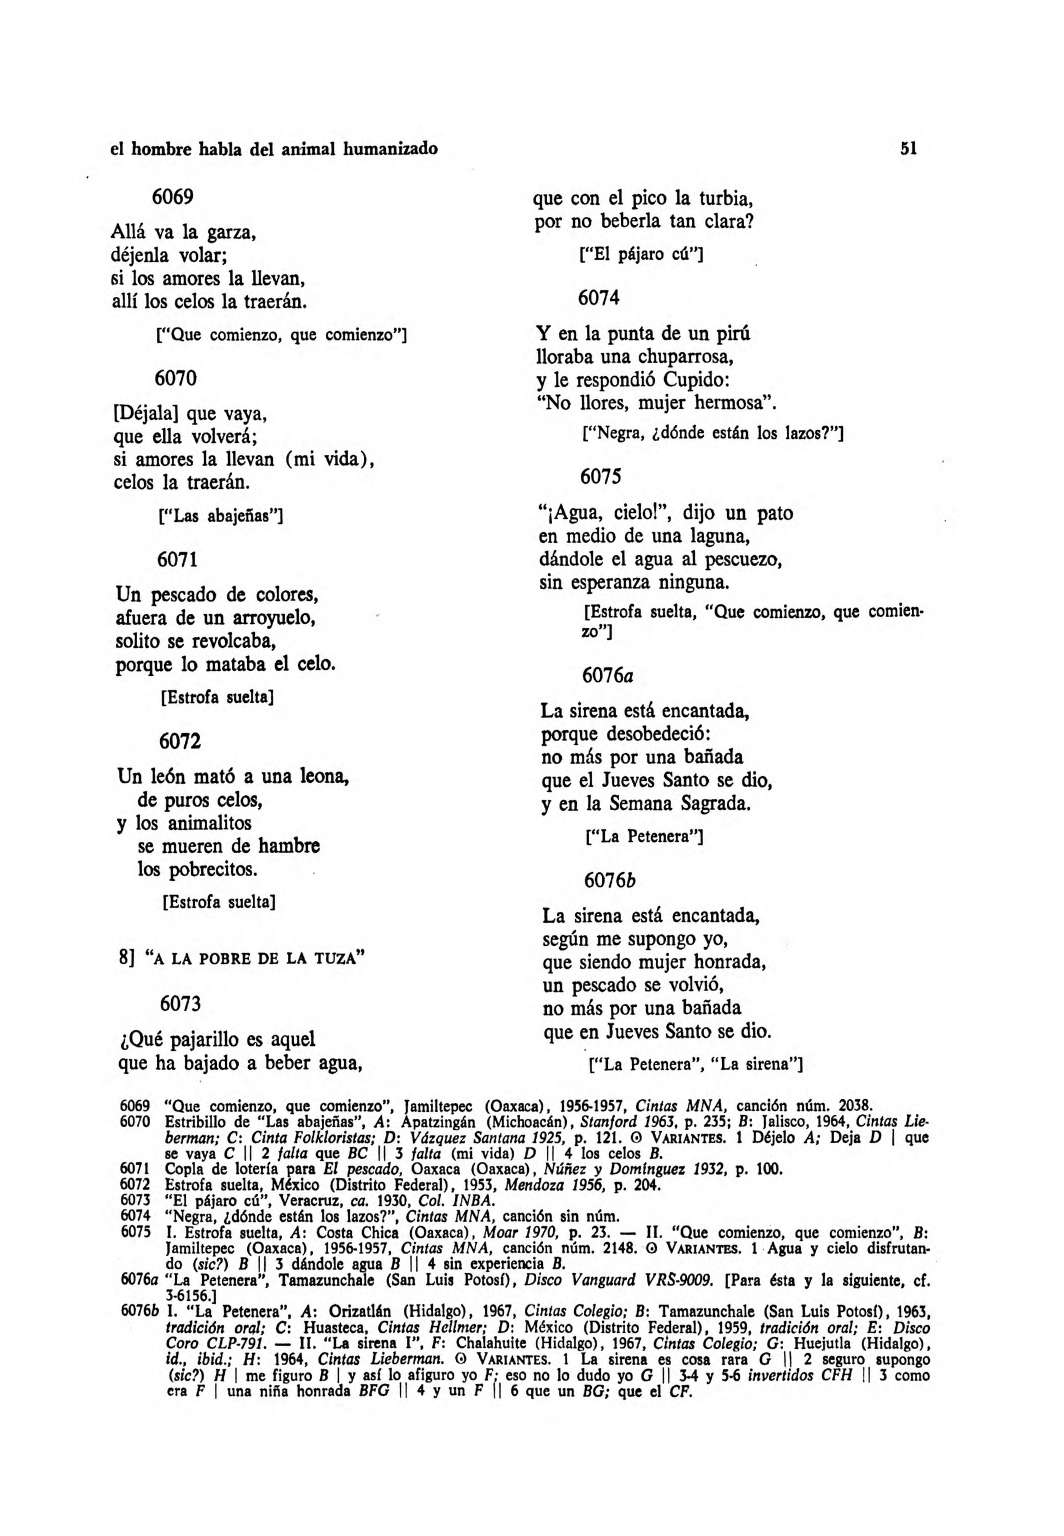 el hombre habla del animal humanizado 51
6069
Allá va la garza,
déjenla volar;
si los amores la llevan,
allí los celos la traerán.
["Que comienzo, que comienzo"]
6070
[Déjala] que vaya,
que ella volverá;
si amores la llevan (mi vida),
celos la traerán.
["Las abajeñas"]
6071
Un pescado de colores,
afuera de un arroyuelo,
solito se revolcaba,
porque lo mataba el celo.
[Estrofa suelta]
6072
Un león mató a una leona,
de puros celos,
y los animalitos
se mueren de hambre
los pobrecitos.
[Estrofa suelta]
8] "A LA POBRE DE LA TUZA"
6073
¿Qué pajarillo es aquel
que ha bajado a beber agua,
que con el pico la turbia,
por no beberla tan clara?
["El pájaro cú"]
6074
Y en la punta de un pirú
lloraba una chuparrosa,
y le respondió Cupido:
"No llores, mujer hermosa".
["Negra, ¿dónde están los lazos?"]
6075
"¡Agua, cielo!", dijo un pato
en medio de una laguna,
dándole el agua al pescuezo,
sin esperanza ninguna.
[Estrofa suelta, "Que comienzo, que comien-
zo"]
6076a
La sirena está encantada,
porque desobedeció:
no más por una bañada
que el Jueves Santo se dio,
y en la Semana Sagrada.
["La Petenera"]
6076b
La sirena está encantada,
según me supongo yo,
que siendo mujer honrada,
un pescado se volvió,
no más por una bañada
que en Jueves Santo se dio.
["La Petenera", "La sirena"]
6069 "Que comienzo, que comienzo", Jamiltepec (Oaxaca), 1956-1957, Cintas MNA, canción núm. 2038.
6070 Estribillo de "Las abajeñas", A: Apatzingán (Michoacán), Stanford 1963, p. 235; B: Jalisco, 1964, Cintas Lie-
berman; C: Cinta Folkloristas; D: Vázquez Santana 1925, p. 121. ʘ VARIANTES. 1 Déjelo A; Deja D | que
se vaya C || 2 falta que BC || 3 falta (mi vida) D || 4 los celos B.
6071 Copla de lotería para El pescado, Oaxaca (Oaxaca), Núñez y Domínguez 1932, p. 100.
6072 Estrofa suelta, México (Distrito Federal), 1953, Mendoza 1956, p. 204.
6073 "El pájaro cú", Veracruz, ca. 1930, Col. INBA.
6074 "Negra, ¿dónde están los lazos?", Cintas MNA, canción sin núm.
6075 I. Estrofa suelta, A: Costa Chica (Oaxaca), Moar 1970, p. 23. — II. "Que comienzo, que comienzo", B:
Jamiltepec (Oaxaca), 1956-1957, Cintas MNA, canción núm. 2148. ʘ VARIANTES. 1 Agua y cielo disfrutan-
do (sic?) B || 3 dándole agua B || 4 sin experiencia B.
6076a "La Petenera", Tamazunchale (San Luis Potosí), Disco Vanguard VRS-9009. [Para ésta y la siguiente, cf.
3-6156.]
6076b I. "La Petenera", A: Orizatlán (Hidalgo), 1967, Cintas Colegio; B: Tamazunchale (San Luis Potosí), 1963,
tradición oral; C: Huasteca, Cintas Hellmer; D: México (Distrito Federal), 1959, tradición oral; E: Disco
Coro CLP-791. — II. "La sirena I", F: Chalahuite (Hidalgo), 1967, Cintas Colegio; G: Huejutla (Hidalgo),
id., ibid.; H: 1964, Cintas Lieberman. ʘ VARIANTES. 1 La sirena es cosa rara G || 2 seguro supongo
(sic?) H | me figuro B | y así lo afiguro yo F; eso no lo dudo yo G || 3-4 y 5-6 invertidos CFH || 3 como
era F | una niña honrada BFG || 4 y un F || 6 que un BG; que el CF.